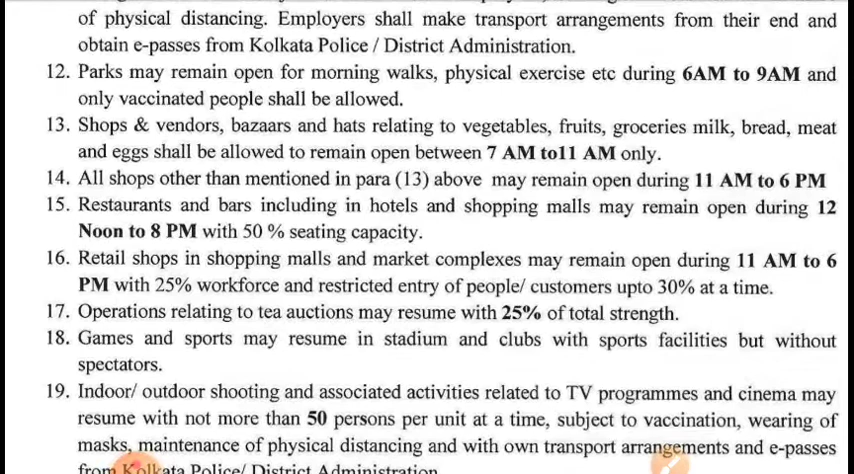 of physical distancing. Employers shall make transport arrangements from their end and
obtain e-passes from Kolkata Police / District Administration.
12. Parks may remain open for morning walks, physical exercise etc during 6AM to 9AM and
only vaccinated people shall be allowed.
13. Shops & vendors, bazaars and hats relating to vegetables, fruits, groceries milk, bread, meat
and eggs shall be allowed to remain open between 7 AM to11 AM only.
14. All shops other than mentioned in para (13) above may remain open during 11 AM to 6 PM
15. Restaurants and bars including in hotels and shopping malls may remain open during 12
Noon to 8 PM with 50 % seating capacity.
16. Retail shops in shopping malls and market complexes may remain open during 11 AM to 6
PM with 25% workforce and restricted entry of people/ customers upto 30% at a time.
17. Operations relating to tea auctions may resume with 25% of total strength.
18. Games and sports may resume in stadium and clubs with sports facilities but without
spectators.
19. Indoor/ outdoor shooting and associated activities related to TV programmes and cinema may
resume with not more than 50 persons per unit at a time, subject to vaccination, wearing of
masks, maintenance of physical distancing and with own transport arrangements and e-passes
from Kolkata Police/ District Administration